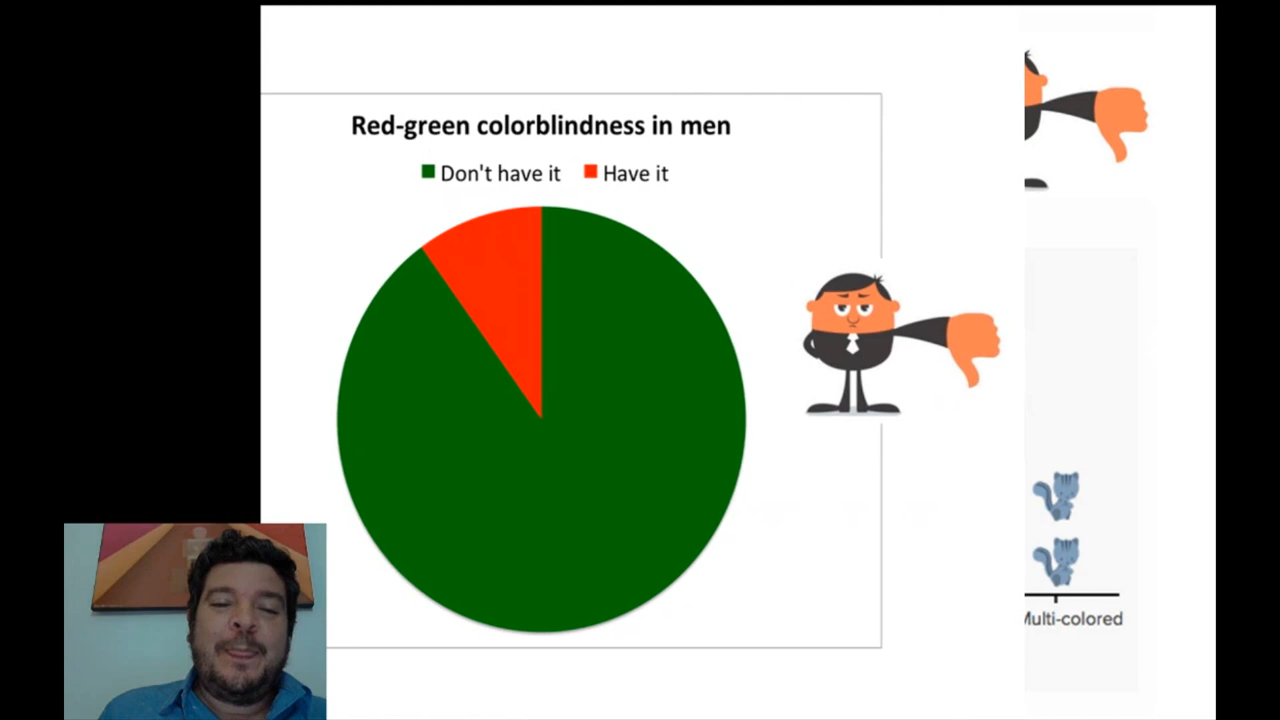 Red-green colorblindness in men
Don't have it Have it
Multi-colored